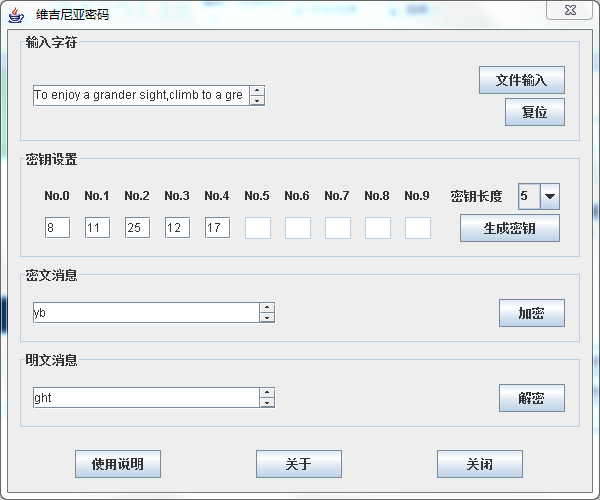 维吉尼亚密码
输入字符
To enjoy a grander sight,climb to a gre
文件输入
复位
密钥设置
No.0 No.1 No.2 No.3 No.4 No.5 No.6 No.7 No.8 No.9 密钥长度 5
8 11 25 12 17 生成密钥
密文消息
yb 加密
明文消息
ght 解密
使用说明 关于 关闭